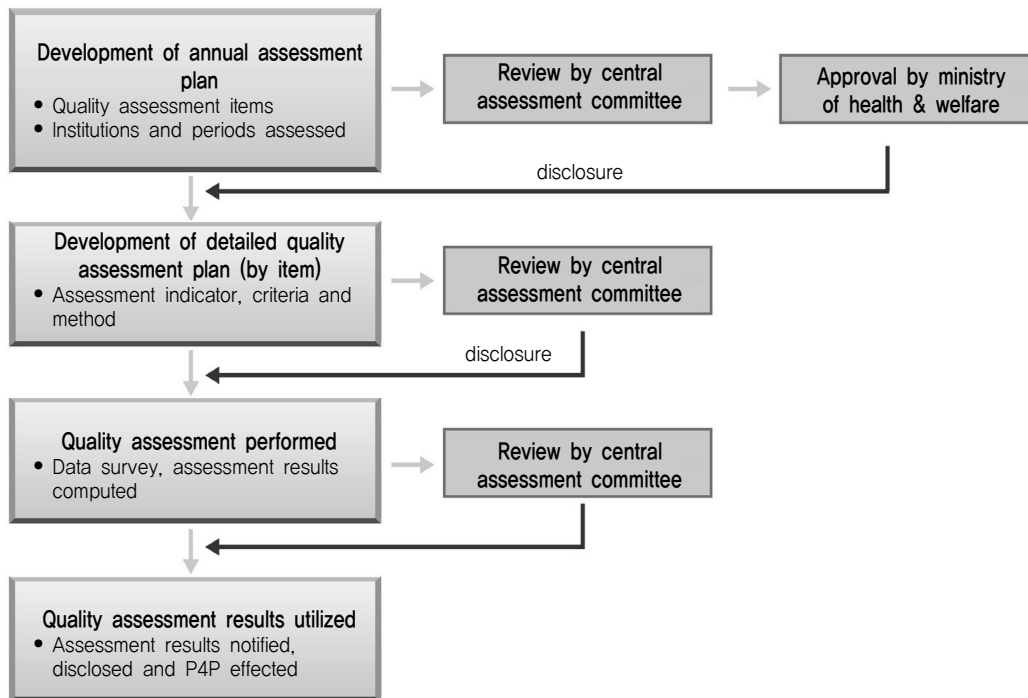 Development of annual assessment
plan
• Quality assessment items
• Institutions and periods assessed
Review by central
assessment committee
Approval by ministry
of health & welfare
disclosure
Development of detailed quality
assessment plan (by item)
• Assessment indicator, criteria and
method
Review by central
assessment committee
disclosure
Quality assessment performed
• Data survey, assessment results
computed
Review by central
assessment committee
Quality assessment results utilized
• Assessment results notified,
disclosed and P4P effected